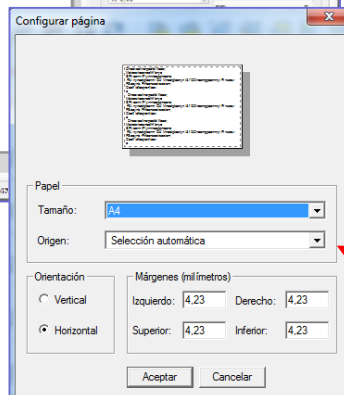 Configurar página
Papel
Tamaño: A4
Origen: Selección automática
Orientación
Vertical
Horizontal
Márgenes (milímetros)
Izquierdo: 4,23 Derecho: 4,23
Superior: 4,23 Inferior: 4,23
Aceptar Cancelar